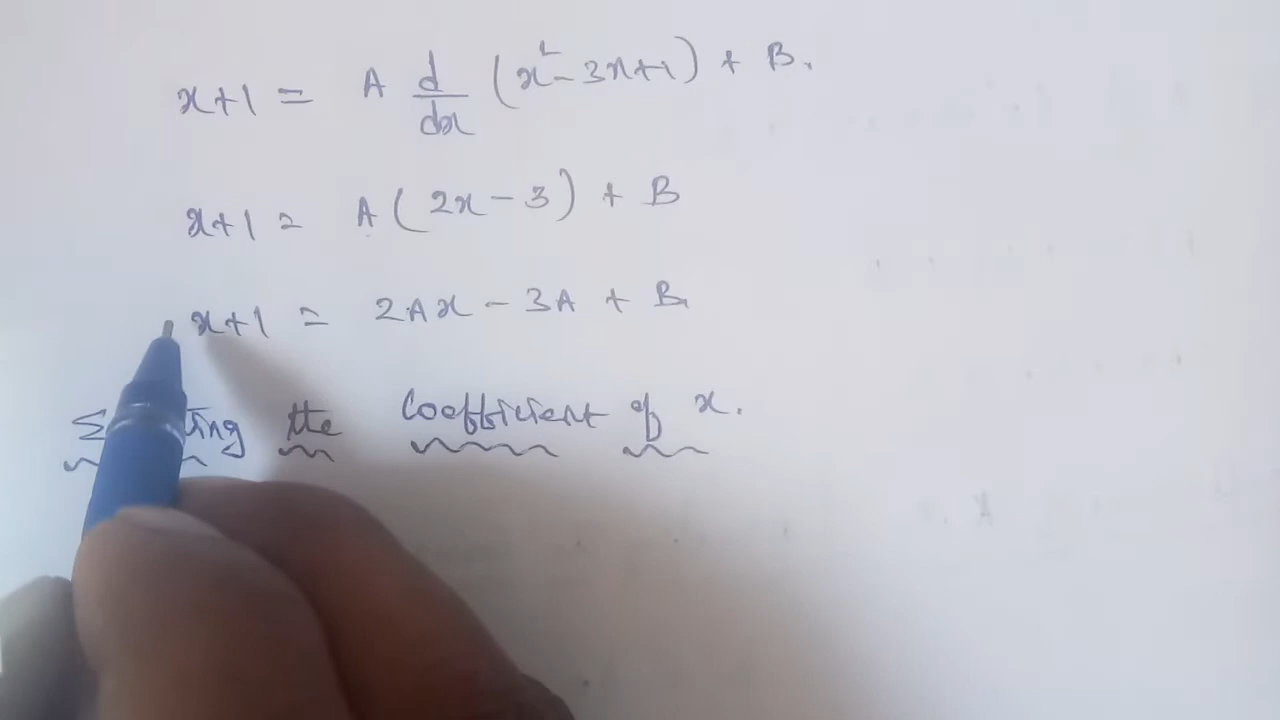 x+1 = A d/dx (x² - 3x+1) + B.
x+1 = A(2x - 3) + B
x+1 = 2Ax - 3A + B,
the Coefficient of x.